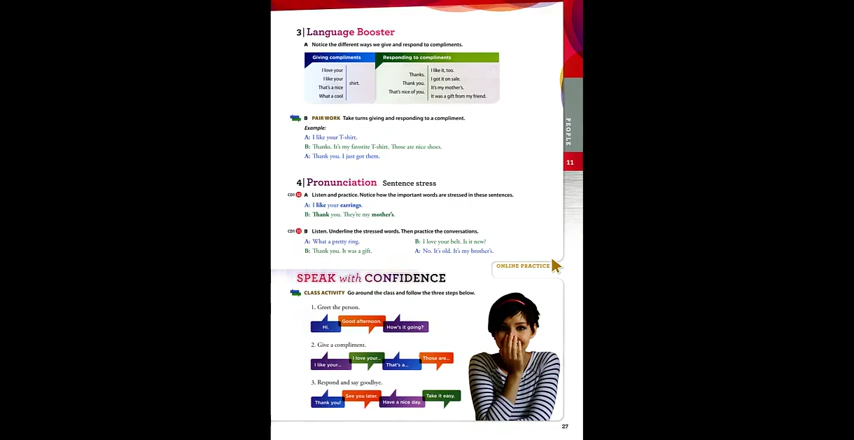 3 | Language Booster
A Notice the different ways we give and respond to compliments.
Giving compliments
Responding to compliments
I love your
I like your
That's a nice
What a cool
shirt.
Thanks.
Thank you.
That's nice of you.
I like it, too.
I got it on sale.
It's my mother's.
It was a gift from my friend.
B PAIR WORK Take turns giving and responding to a compliment.
Example:
A: I like your T-shirt.
B: Thanks. It's my favorite T-shirt. Those are nice shoes.
A: Thank you. I just got them.
PEOPLE
11
4 | Pronunciation Sentence stress
A Listen and practice. Notice how the important words are stressed in these sentences.
A: I like your earrings.
B: Thank you. They're my mother's.
B Listen. Underline the stressed words. Then practice the conversations.
A: What a pretty ring.
B: Thank you. It was a gift.
B: I love your belt. Is it new?
A: No. It's old. It's my brother's.
ONLINE PRACTICE
SPEAK with CONFIDENCE
CLASS ACTIVITY Go around the class and follow the three steps below.
1. Greet the person.
Hi.
Good afternoon.
How's it going?
2. Give a compliment.
I like your...
I love your...
That's a...
Those are...
3. Respond and say goodbye.
Thank you!
See you later.
Have a nice day.
Take it easy.
27